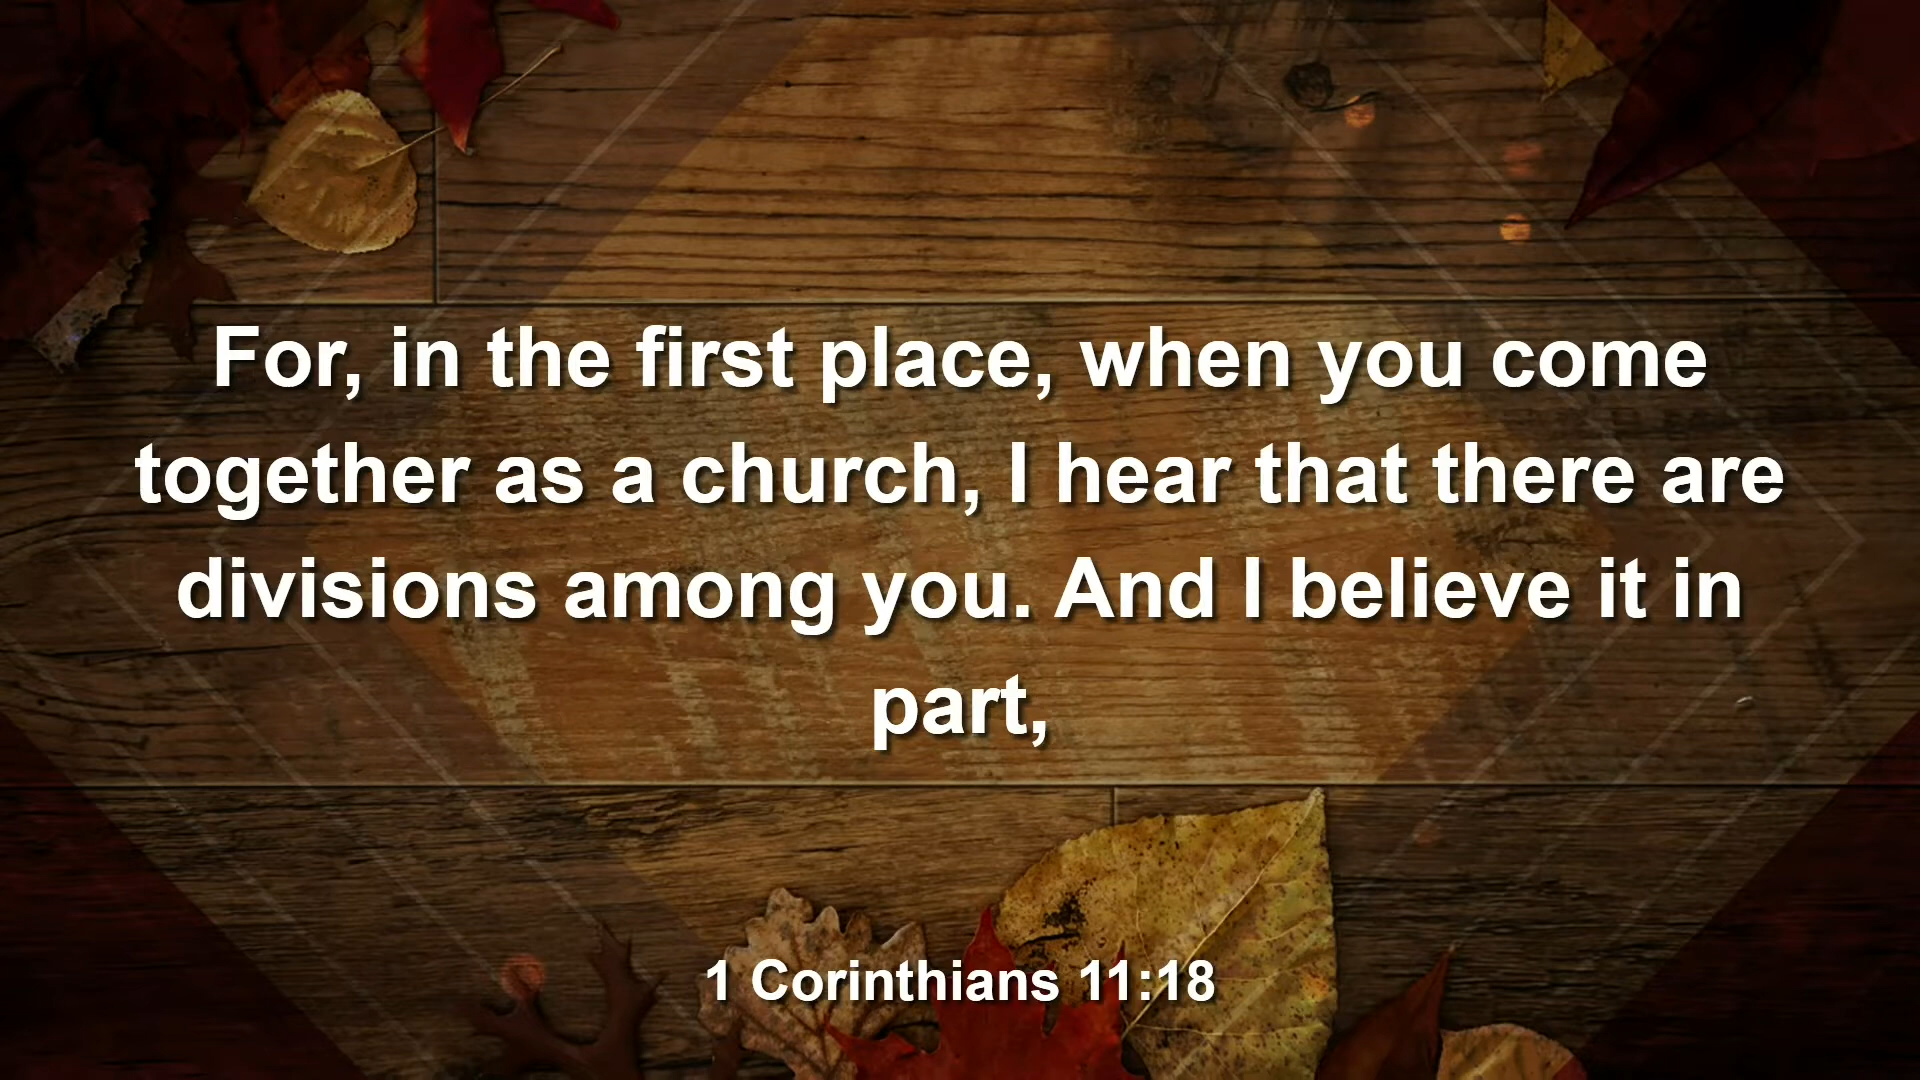 For, in the first place, when you come
together as a church, I hear that there are
divisions among you. And I believe it in
part,
1 Corinthians 11:18